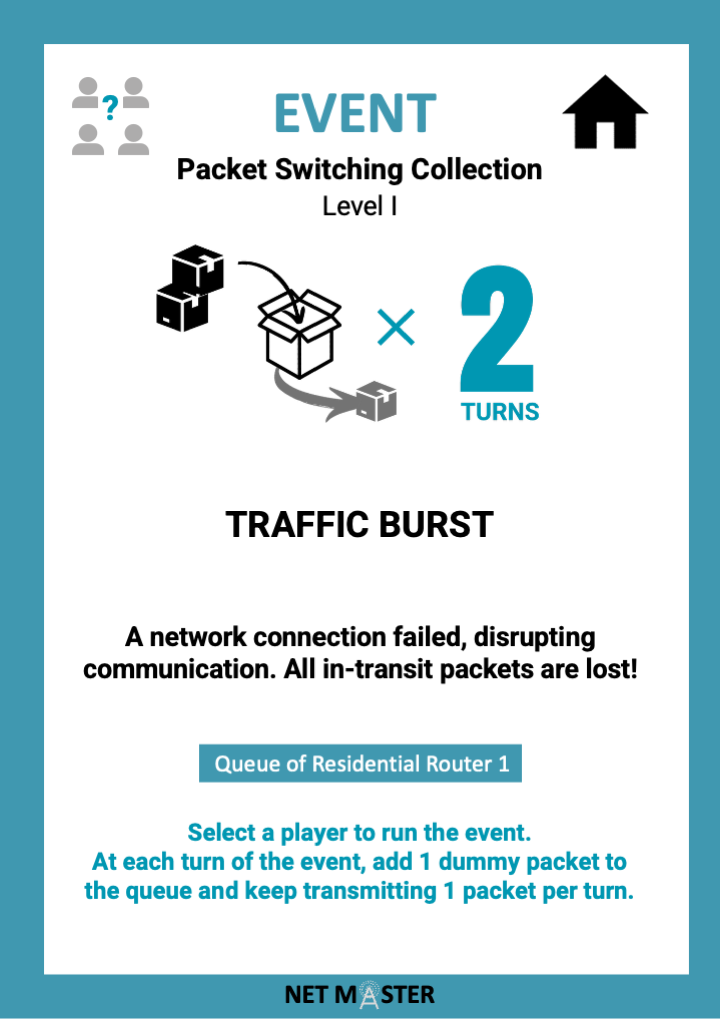 ?
EVENT
Packet Switching Collection
Level I
× 2
TURNS
TRAFFIC BURST
A network connection failed, disrupting
communication. All in-transit packets are lost!
Queue of Residential Router 1
Select a player to run the event.
At each turn of the event, add 1 dummy packet to
the queue and keep transmitting 1 packet per turn.
NET MASTER